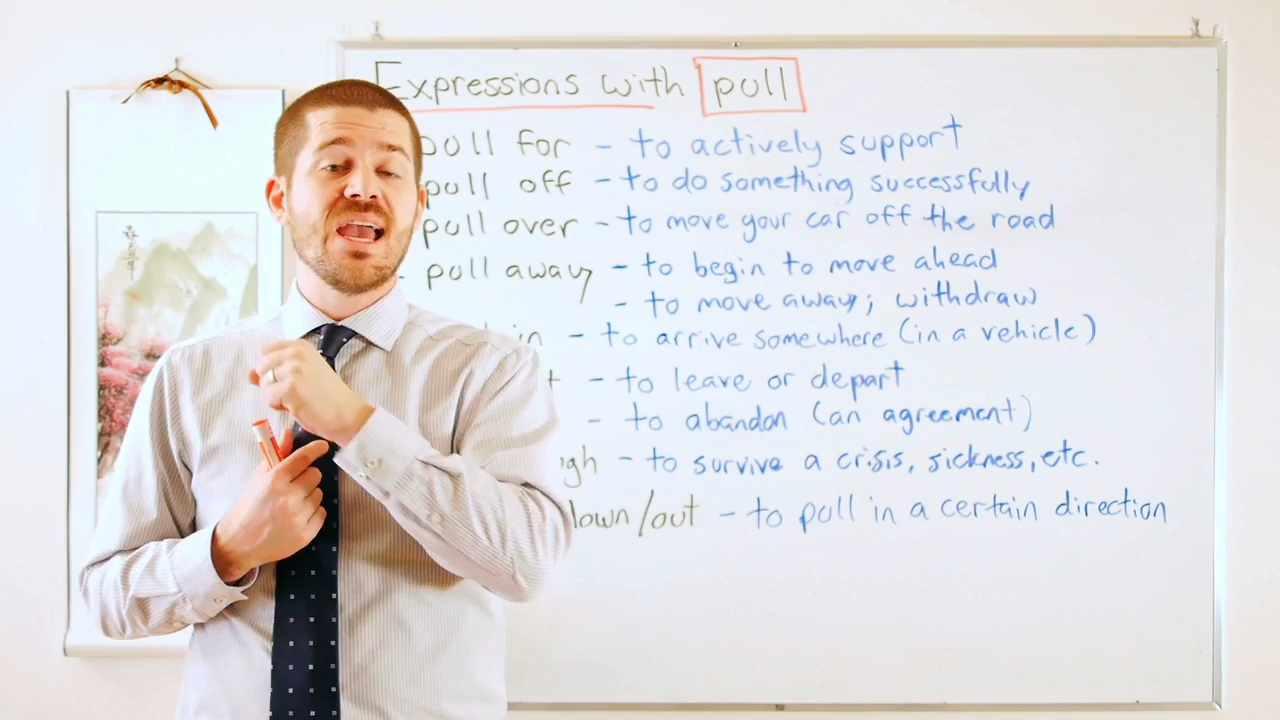 Expressions with pull
pull for - to actively support
pull off - to do something successfully
pull over - to move your car off the road
- pull away - to begin to move ahead
- to move away; withdraw
in - to arrive somewhere (in a vehicle)
- to leave or depart
- to abandon (an agreement)
- to survive a crisis, sickness, etc.
down/out - to pull in a certain direction